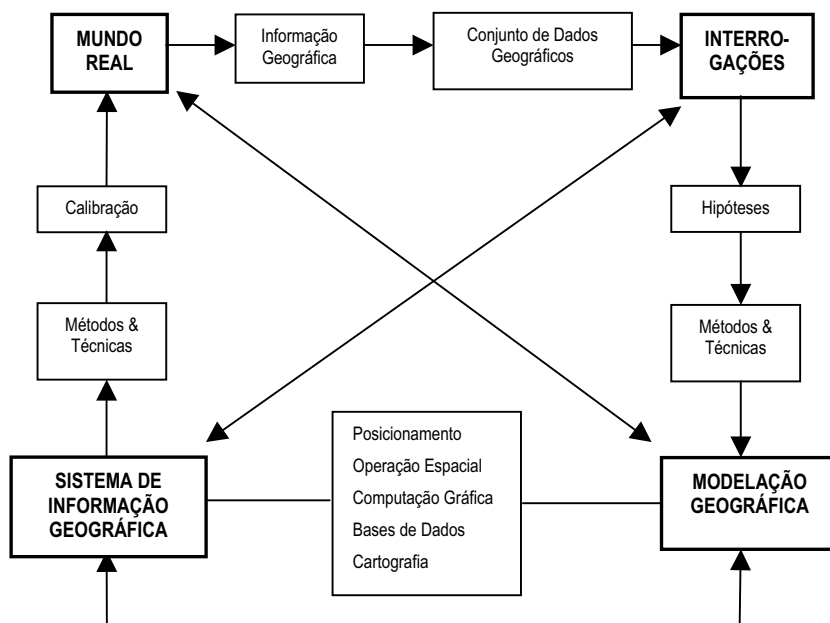 MUNDO
REAL
Informação
Geográfica
Conjunto de Dados
Geográficos
INTERRO-
GAÇÕES
Calibração
Hipóteses
Métodos &
Técnicas
Métodos &
Técnicas
SISTEMA DE
INFORMAÇÃO
GEOGRÁFICA
Posicionamento
Operação Espacial
Computação Gráfica
Bases de Dados
Cartografia
MODELAÇÃO
GEOGRÁFICA